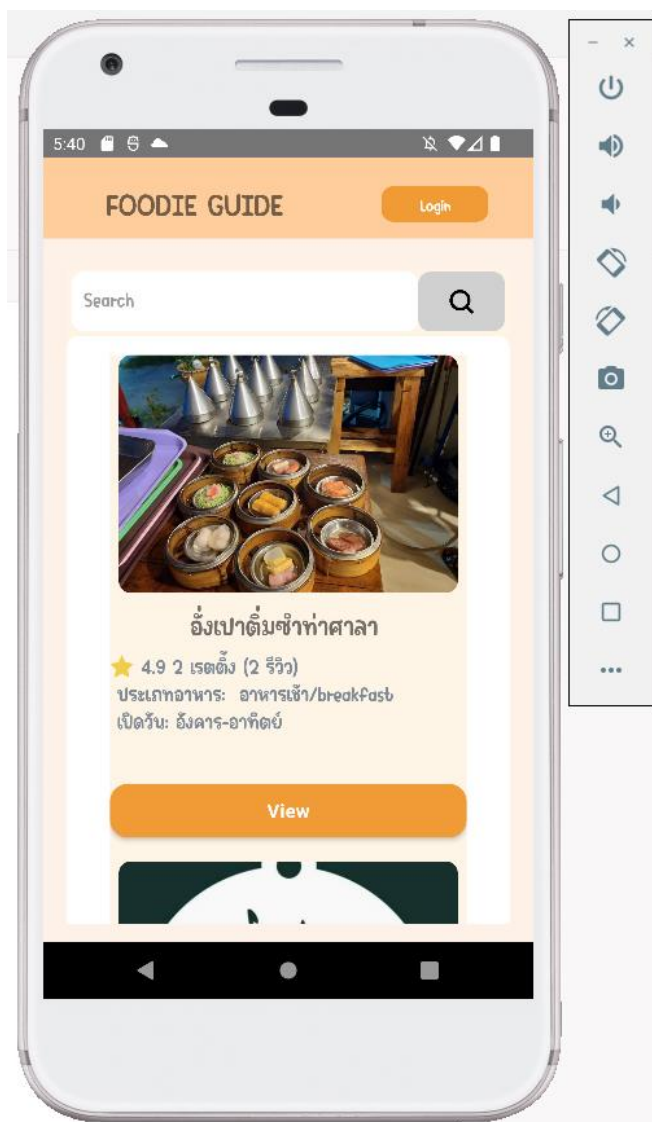 5:40
FOODIE GUIDE
Login
Search
อั่งเปาติ่มซำท่าศาลา
4.9 2 เรตติ้ง (2 รีวิว)
ประเภทอาหาร: อาหารเช้า/breakfast
เปิดวัน: อังคาร-อาทิตย์
View